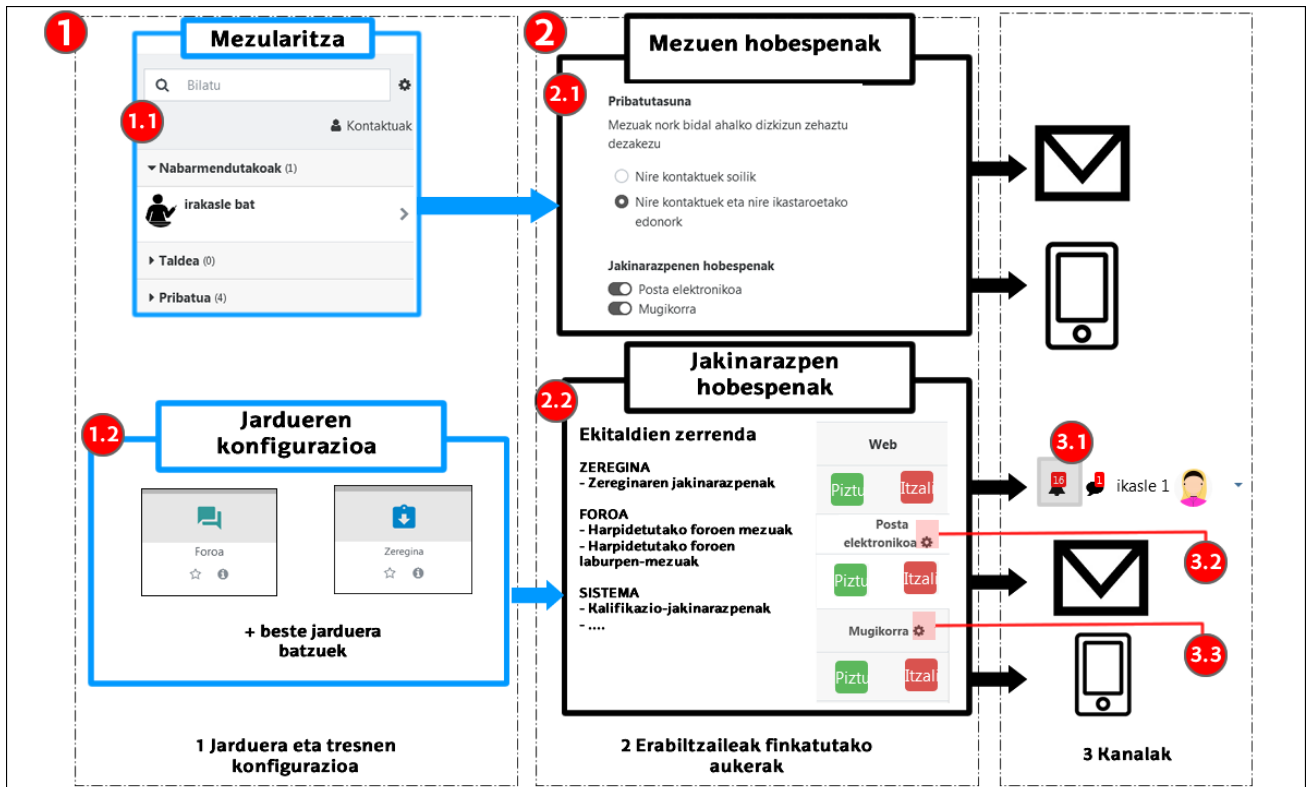 1
Mezularitza
Bilatu
1.1
Kontaktuak
Nabarmendutakoak (1)
irakasle bat
Taldea (0)
Pribatua (4)
1.2
Jardueren
konfigurazioa
Foroa
Zeregina
+ beste jarduera
batzuek
1 Jarduera eta tresnen
konfigurazioa
2
Mezuen hobespenak
2.1
Pribatutasuna
Mezuak nork bidal ahalko dizkizun zehaztu
dezakezu
Nire kontaktuek soilik
Nire kontaktuek eta nire ikastaroetako
edonork
Jakinarazpenen hobespenak
Posta elektronikoa
Mugikorra
Jakinarazpen
hobespenak
2.2
Ekitaldien zerrenda
ZEREGINA
- Zereginaren jakinarazpenak
FOROA
- Harpidetutako foroen mezuak
- Harpidetutako foroen
laburpen-mezuak
SISTEMA
- Kalifikazio-jakinarazpenak
- ....
Web
Piztu Itzali
Posta
elektronikoa
Piztu Itzali
Mugikorra
Piztu Itzali
2 Erabiltzaileak finkatutako
aukerak
3.1
16 1 ikasle 1
3.2
3.3
3 Kanalak